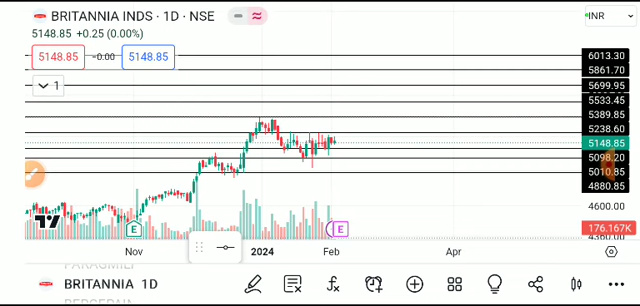 BRITANNIA INDS · 1D · NSE
INR
5148.85 +0.25 (0.00%)
5148.85 −0.00 5148.85
1
6013.30
5861.70
5699.95
5533.45
5389.85
5238.60
5148.85
5098.20
5010.85
4880.85
4600.00
176.167K
4360.00
E E
Nov 2024 Feb Apr
BRITANNIA 1D